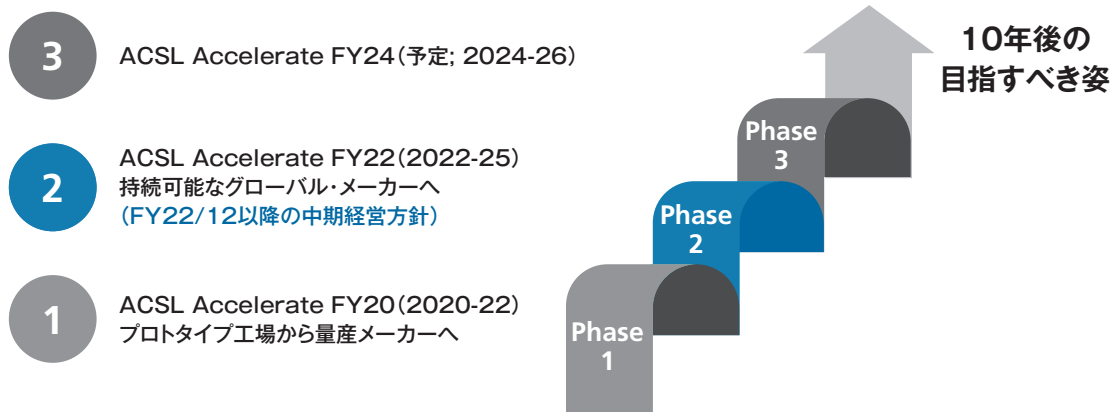 3
ACSL Accelerate FY24(予定; 2024-26)
2
ACSL Accelerate FY22(2022-25)
持続可能なグローバル・メーカーへ
(FY22/12以降の中期経営方針)
1
ACSL Accelerate FY20(2020-22)
プロトタイプ工場から量産メーカーへ
10年後の
目指すべき姿
Phase
3
Phase
2
Phase
1